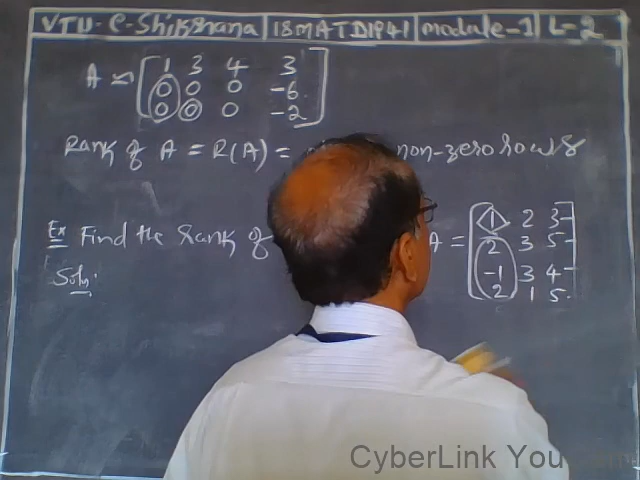 VTU-e-Shikshana 18MATDI941 Module-1 L-2
A ~ [ 1 3 4 3
0 0 0 -6
0 0 0 -2 ]
Rank of A = R(A) = non-zero rows
Ex Find the Rank of A = [ 1 2 3
2 3 5
-1 3 4
2 1 5 ]
Soln:
CyberLink